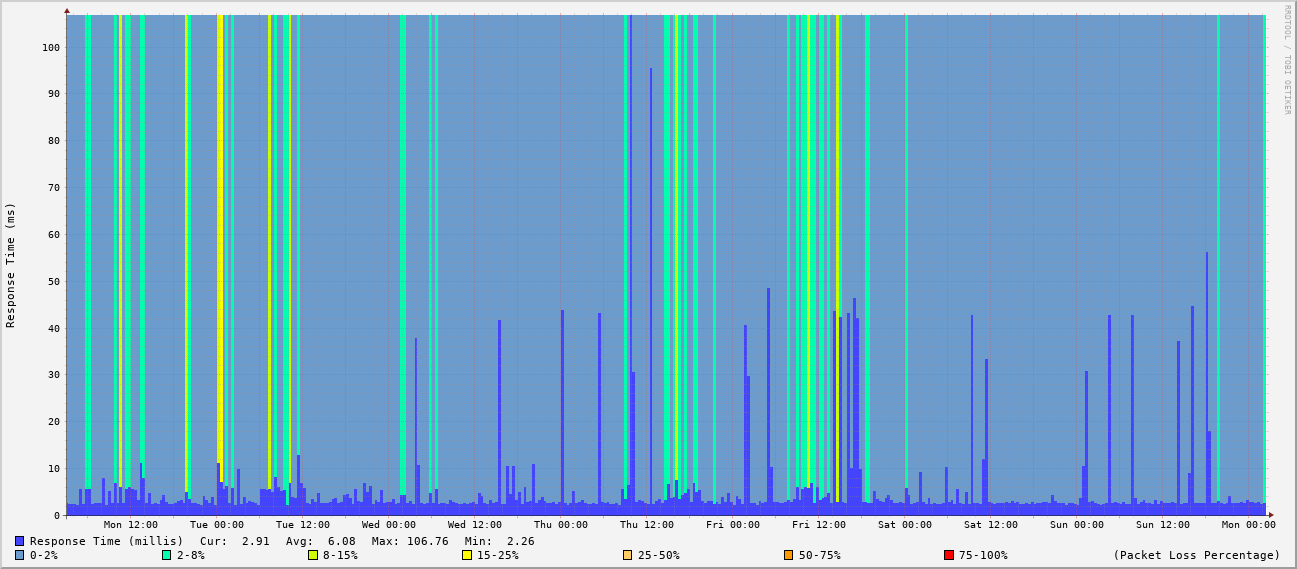 RRDTOOL / TOBI OETIKER
Response Time (ms)
100
90
80
70
60
50
40
30
20
10
0
Mon 12:00 Tue 00:00 Tue 12:00 Wed 00:00 Wed 12:00 Thu 00:00 Thu 12:00 Fri 00:00 Fri 12:00 Sat 00:00 Sat 12:00 Sun 00:00 Sun 12:00 Mon 00:00
Response Time (millis) Cur: 2.91 Avg: 6.08 Max: 106.76 Min: 2.26
0-2% 2-8% 8-15% 15-25% 25-50% 50-75% 75-100% (Packet Loss Percentage)